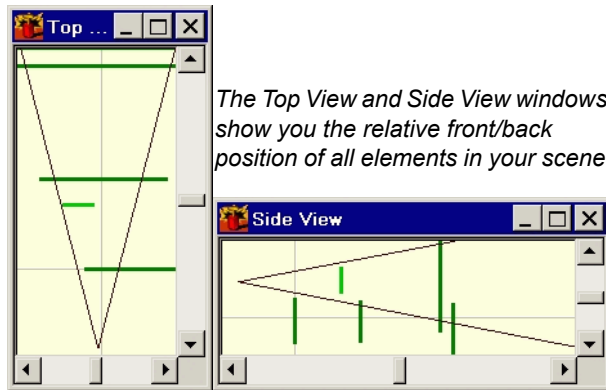 Top ...
The Top View and Side View windows
show you the relative front/back
position of all elements in your scene
Side View